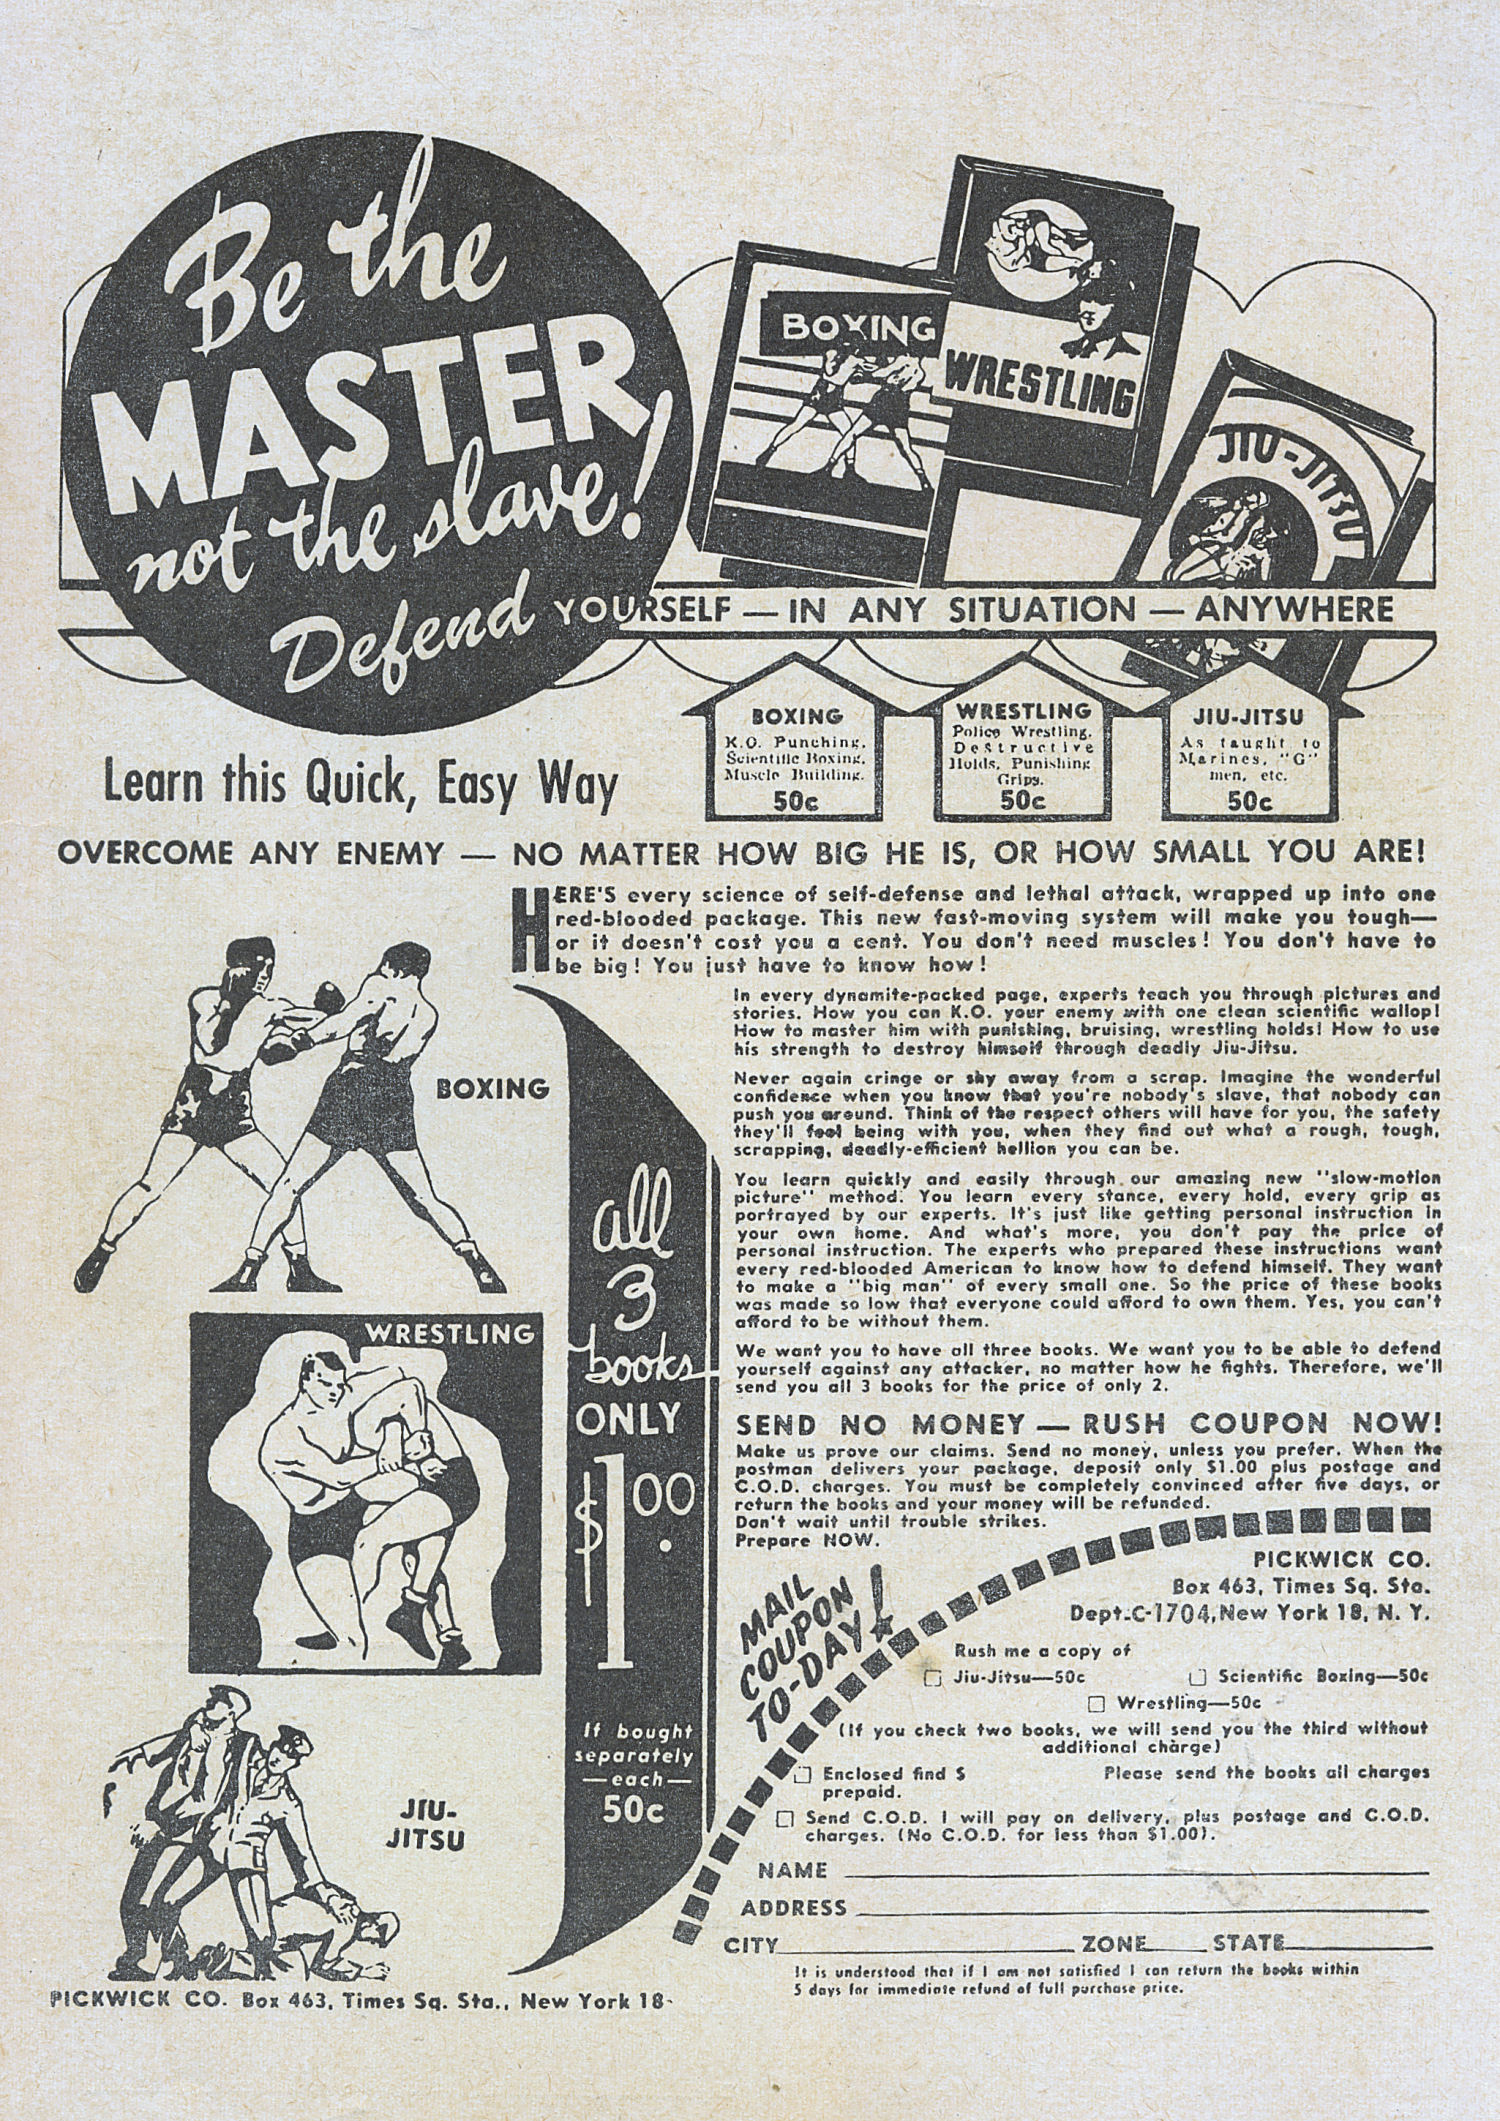 Be the
MASTER,
not the slave!
Defend YOURSELF — IN ANY SITUATION — ANYWHERE
BOXING
WRESTLING
JIU-JITSU
BOXING
K.O. Punching,
Scientific Boxing,
Muscle Building.
50c
WRESTLING
Police Wrestling,
Destructive
Holds, Punishing
Grips.
50c
JIU-JITSU
As taught to
Marines, "G"
men, etc.
50c
Learn this Quick, Easy Way
OVERCOME ANY ENEMY — NO MATTER HOW BIG HE IS, OR HOW SMALL YOU ARE!
HERE'S every science of self-defense and lethal attack, wrapped up into one
red-blooded package. This new fast-moving system will make you tough—
or it doesn't cost you a cent. You don't need muscles! You don't have to
be big! You just have to know how!
In every dynamite-packed page, experts teach you through pictures and
stories. How you can K.O. your enemy with one clean scientific wallop!
How to master him with punishing, bruising, wrestling holds! How to use
his strength to destroy himself through deadly Jiu-Jitsu.
Never again cringe or shy away from a scrap. Imagine the wonderful
confidence when you know that you're nobody's slave, that nobody can
push you around. Think of the respect others will have for you, the safety
they'll feel being with you, when they find out what a rough, tough,
scrapping, deadly-efficient hellion you can be.
You learn quickly and easily through our amazing new "slow-motion
picture" method. You learn every stance, every hold, every grip as
portrayed by our experts. It's just like getting personal instruction in
your own home. And what's more, you don't pay the price of
personal instruction. The experts who prepared these instructions want
every red-blooded American to know how to defend himself. They want
to make a "big man" of every small one. So the price of these books
was made so low that everyone could afford to own them. Yes, you can't
afford to be without them.
We want you to have all three books. We want you to be able to defend
yourself against any attacker, no matter how he fights. Therefore, we'll
send you all 3 books for the price of only 2.
SEND NO MONEY — RUSH COUPON NOW!
Make us prove our claims. Send no money, unless you prefer. When the
postman delivers your package, deposit only $1.00 plus postage and
C.O.D. charges. You must be completely convinced after five days, or
return the books and your money will be refunded.
Don't wait until trouble strikes.
Prepare NOW.
BOXING
WRESTLING
JIU-
JITSU
all
3
books
ONLY
$1.00
If bought
separately
—each—
50c
MAIL
COUPON
TO-DAY!
PICKWICK CO.
Box 463, Times Sq. Sta.
Dept.C-1704, New York 18, N. Y.
Rush me a copy of
Jiu-Jitsu—50c Scientific Boxing—50c
Wrestling—50c
(If you check two books, we will send you the third without
additional charge)
Enclosed find $ Please send the books all charges
prepaid.
Send C.O.D. I will pay on delivery, plus postage and C.O.D.
charges. (No C.O.D. for less than $1.00).
NAME
ADDRESS
CITY ZONE STATE
It is understood that if I am not satisfied I can return the books within
5 days for immediate refund of full purchase price.
PICKWICK CO. Box 463, Times Sq. Sta., New York 18